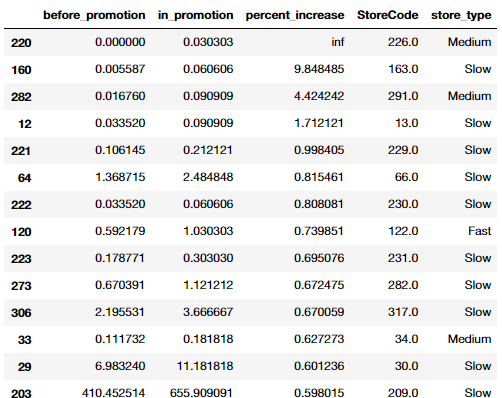 before_promotion in_promotion percent_increase StoreCode store_type
220 0.000000 0.030303 inf 226.0 Medium
160 0.005587 0.060606 9.848485 163.0 Slow
282 0.016760 0.090909 4.424242 291.0 Medium
12 0.033520 0.090909 1.712121 13.0 Slow
221 0.106145 0.212121 0.998405 229.0 Slow
64 1.368715 2.484848 0.815461 66.0 Slow
222 0.033520 0.060606 0.808081 230.0 Slow
120 0.592179 1.030303 0.739851 122.0 Fast
223 0.178771 0.303030 0.695076 231.0 Slow
273 0.670391 1.121212 0.672475 282.0 Slow
306 2.195531 3.666667 0.670059 317.0 Slow
33 0.111732 0.181818 0.627273 34.0 Medium
29 6.983240 11.181818 0.601236 30.0 Slow
203 410.452514 655.909091 0.598015 209.0 Slow